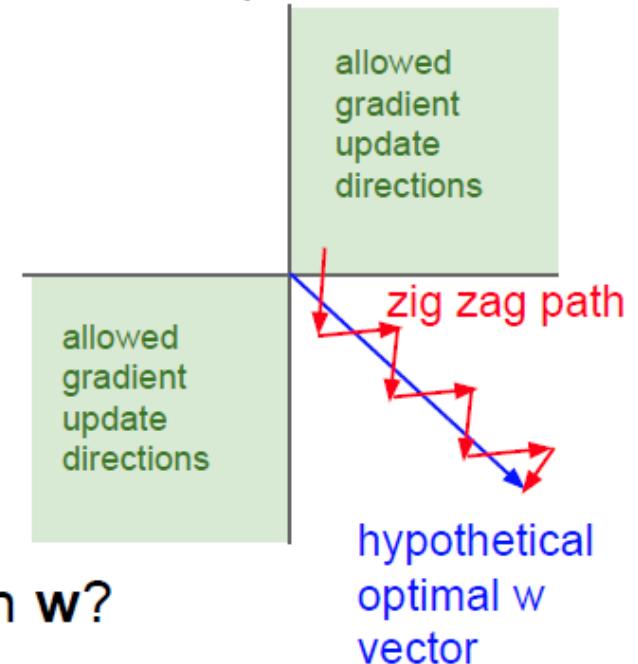 allowed
gradient
update
directions
zig zag path
allowed
gradient
update
directions
hypothetical
optimal w
vector
w?